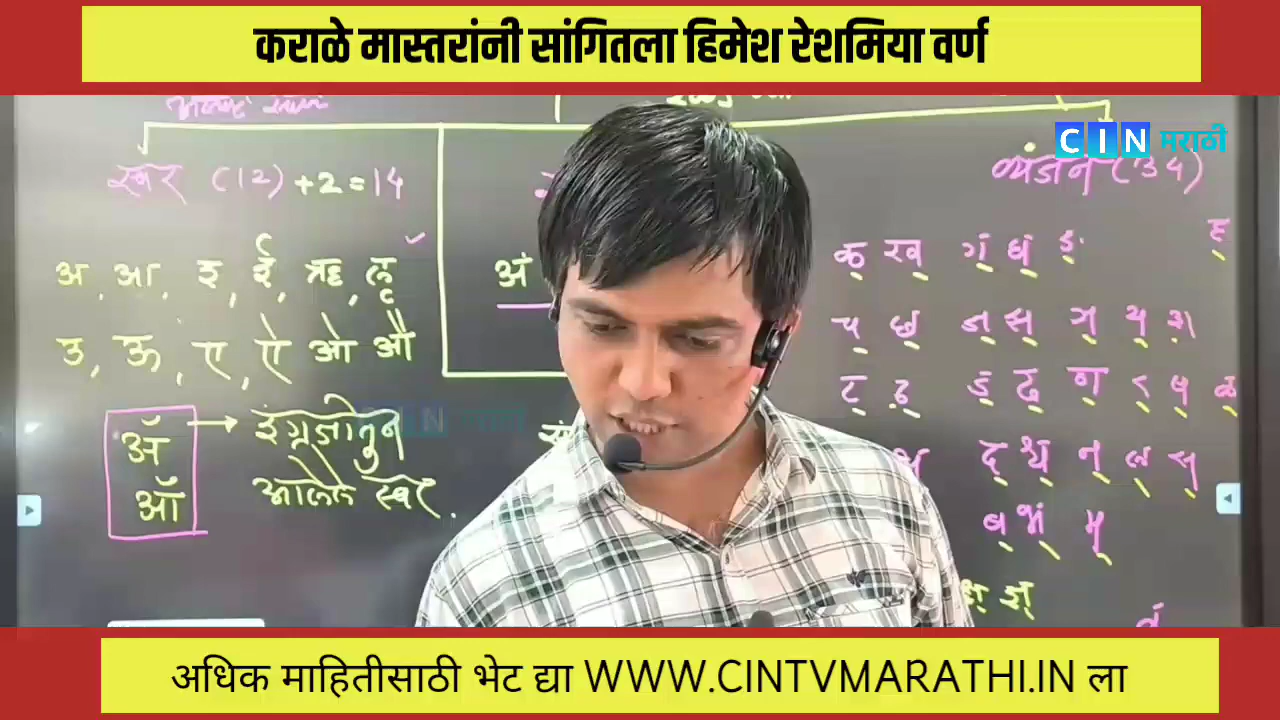 कराळे मास्तरांनी सांगितला हिमेश रेशमिया वर्ण
CIN मराठी
स्वर (12) +2=14
व्यंजन (34)
अ, आ, इ, ई, ऋ, लृ
अं
क् ख् ग् घ् ङ् ह्
उ, ऊ, ए, ऐ ओ औ
च् छ् ज् झ् ञ् य् श्
ट् ठ् ड् ढ् ण् र् ष् ळ्
अॅ → इंग्रजीतून
द् ध् न् ल् स्
ऑ आलेले स्वर.
ब् भ् म्
क्ष् ज्ञ्
अधिक माहितीसाठी भेट द्या WWW.CINTVMARATHI.IN ला